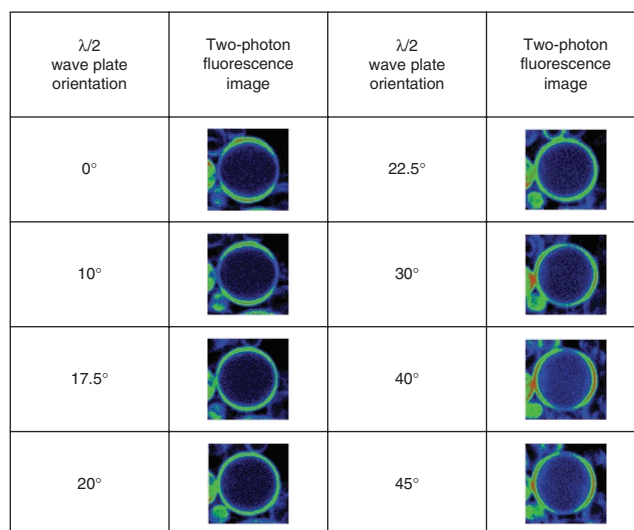 λ/2
wave plate
orientation
Two-photon
fluorescence
image
λ/2
wave plate
orientation
Two-photon
fluorescence
image
0°
22.5°
10°
30°
17.5°
40°
20°
45°